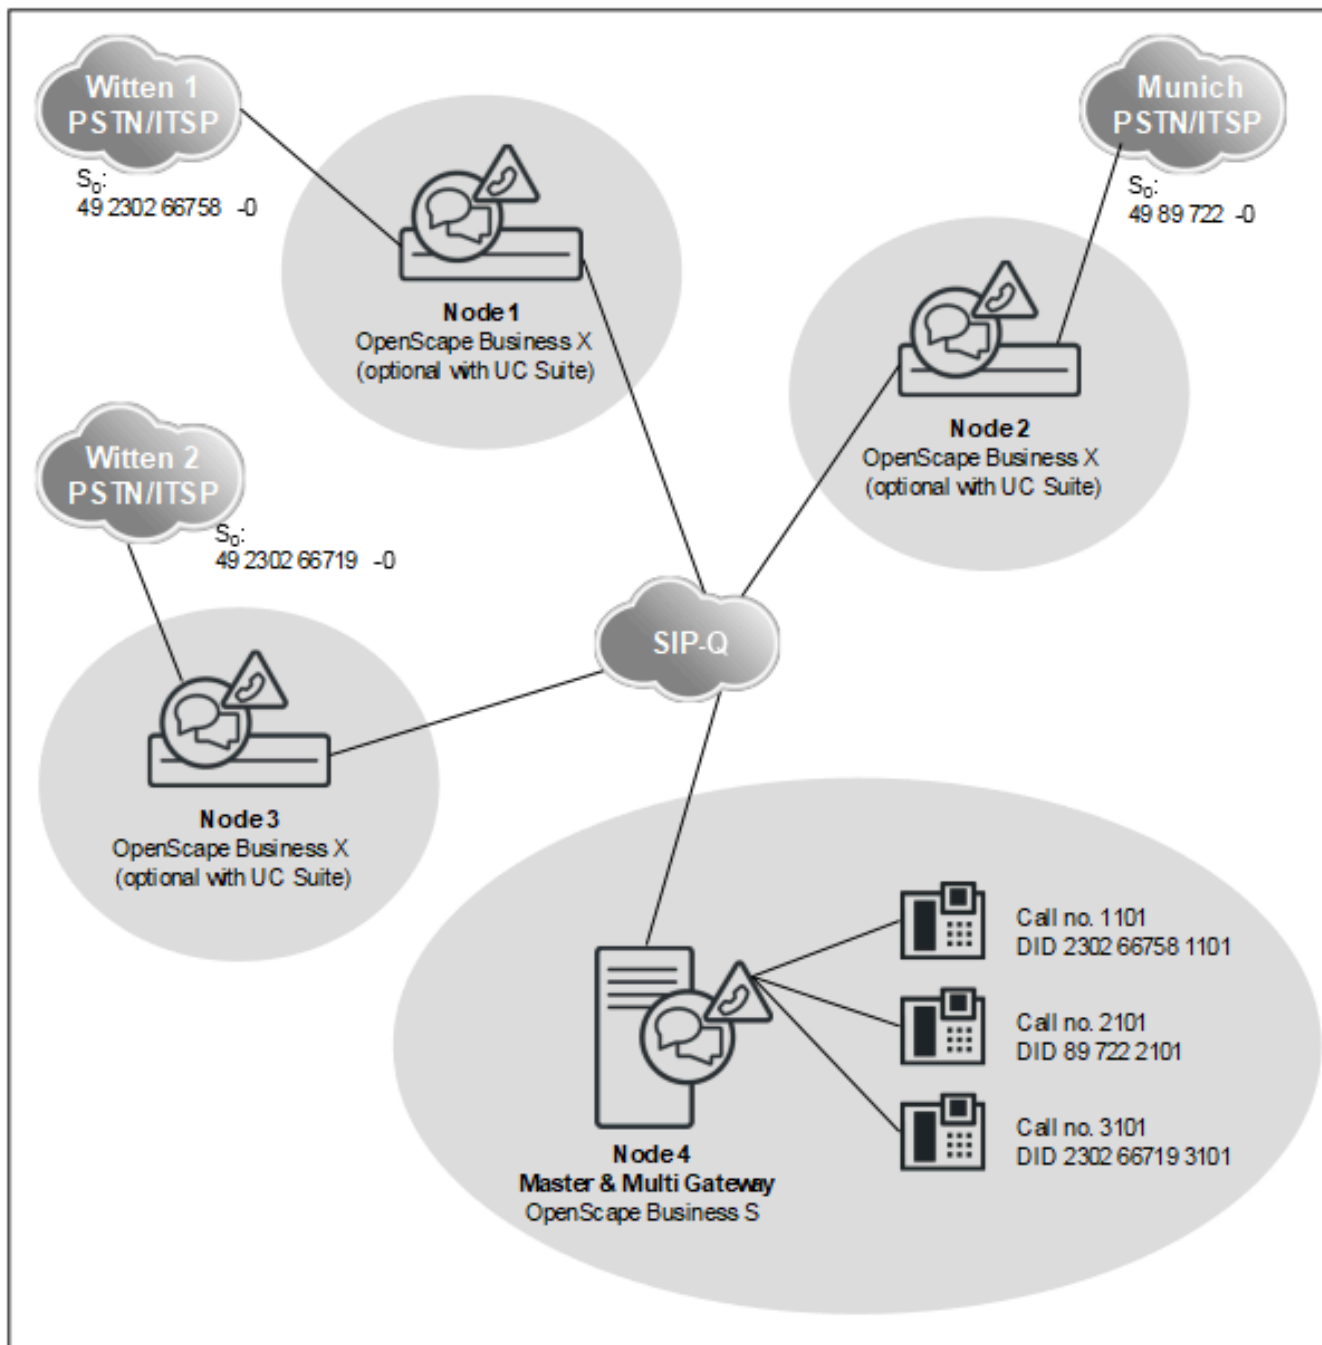 Witten 1
PSTN/ITSP
S₀:
49 2302 66758 -0
Munich
PSTN/ITSP
S₀:
49 89 722 -0
Node 1
OpenScape Business X
(optional with UC Suite)
Node 2
OpenScape Business X
(optional with UC Suite)
Witten 2
PSTN/ITSP
S₀:
49 2302 66719 -0
SIP-Q
Node 3
OpenScape Business X
(optional with UC Suite)
Call no. 1101
DID 2302 66758 1101
Call no. 2101
DID 89 722 2101
Call no. 3101
DID 2302 66719 3101
Node 4
Master & Multi Gateway
OpenScape Business S